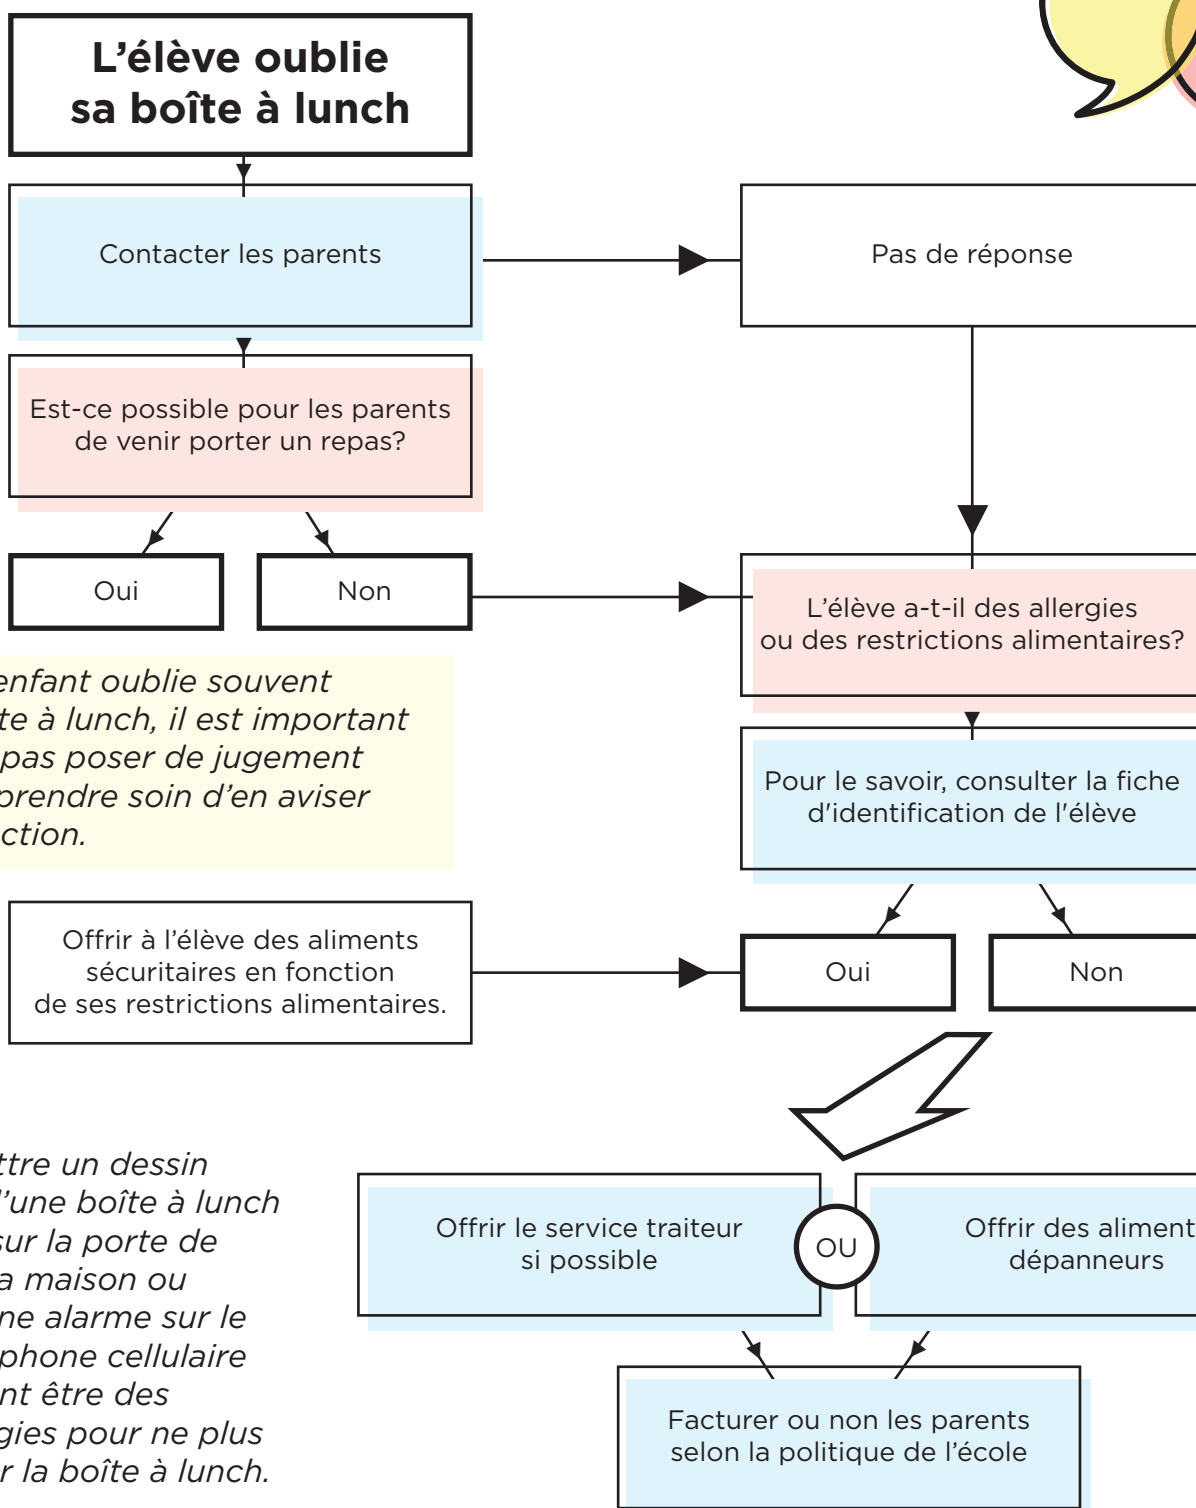 L’élève oublie
sa boîte à lunch
Contacter les parents
Pas de réponse
Est-ce possible pour les parents
de venir porter un repas?
Oui
Non
L’élève a-t-il des allergies
ou des restrictions alimentaires?
enfant oublie souvent
te à lunch, il est important
pas poser de jugement
prendre soin d’en aviser
ction.
Pour le savoir, consulter la fiche
d'identification de l'élève
Offrir à l’élève des aliments
sécuritaires en fonction
de ses restrictions alimentaires.
Oui
Non
ttre un dessin
d’une boîte à lunch
sur la porte de
a maison ou
ne alarme sur le
phone cellulaire
nt être des
gies pour ne plus
r la boîte à lunch.
Offrir le service traiteur
si possible
OU
Offrir des aliment
dépanneurs
Facturer ou non les parents
selon la politique de l’école